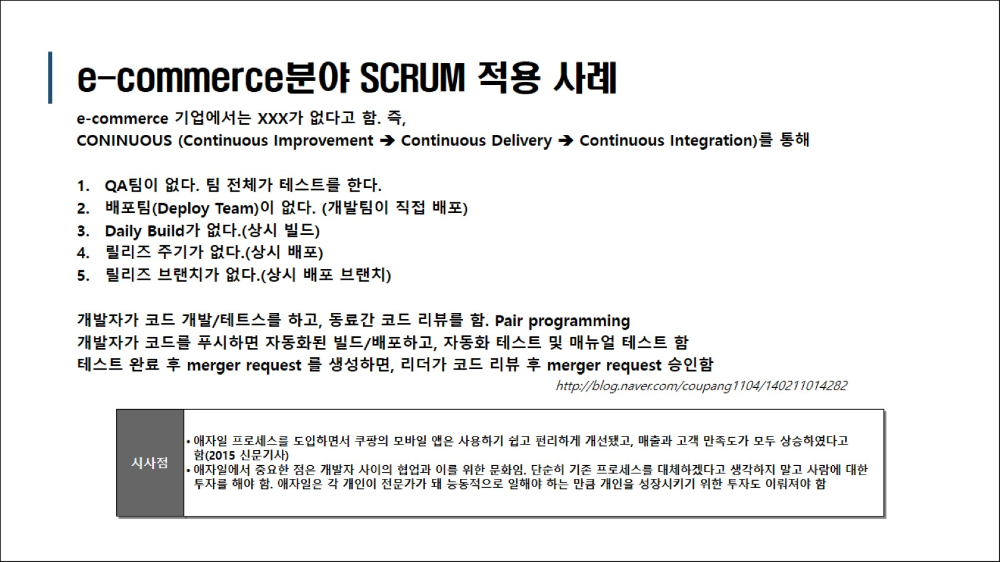 e-commerce분야 SCRUM 적용 사례
e-commerce 기업에서는 XXX가 없다고 함. 즉,
CONINUOUS (Continuous Improvement ➔ Continuous Delivery ➔ Continuous Integration)를 통해
1. QA팀이 없다. 팀 전체가 테스트를 한다.
2. 배포팀(Deploy Team)이 없다. (개발팀이 직접 배포)
3. Daily Build가 없다.(상시 빌드)
4. 릴리즈 주기가 없다.(상시 배포)
5. 릴리즈 브랜치가 없다.(상시 배포 브랜치)
개발자가 코드 개발/테트스를 하고, 동료간 코드 리뷰를 함. Pair programming
개발자가 코드를 푸시하면 자동화된 빌드/배포하고, 자동화 테스트 및 매뉴얼 테스트 함
테스트 완료 후 merger request 를 생성하면, 리더가 코드 리뷰 후 merger request 승인함
http://blog.naver.com/coupang1104/140211014282
시사점
• 애자일 프로세스를 도입하면서 쿠팡의 모바일 앱은 사용하기 쉽고 편리하게 개선됐고, 매출과 고객 만족도가 모두 상승하였다고
함(2015 신문기사)
• 애자일에서 중요한 점은 개발자 사이의 협업과 이를 위한 문화임. 단순히 기존 프로세스를 대체하겠다고 생각하지 말고 사람에 대한
투자를 해야 함. 애자일은 각 개인이 전문가가 돼 능동적으로 일해야 하는 만큼 개인을 성장시키기 위한 투자도 이뤄져야 함